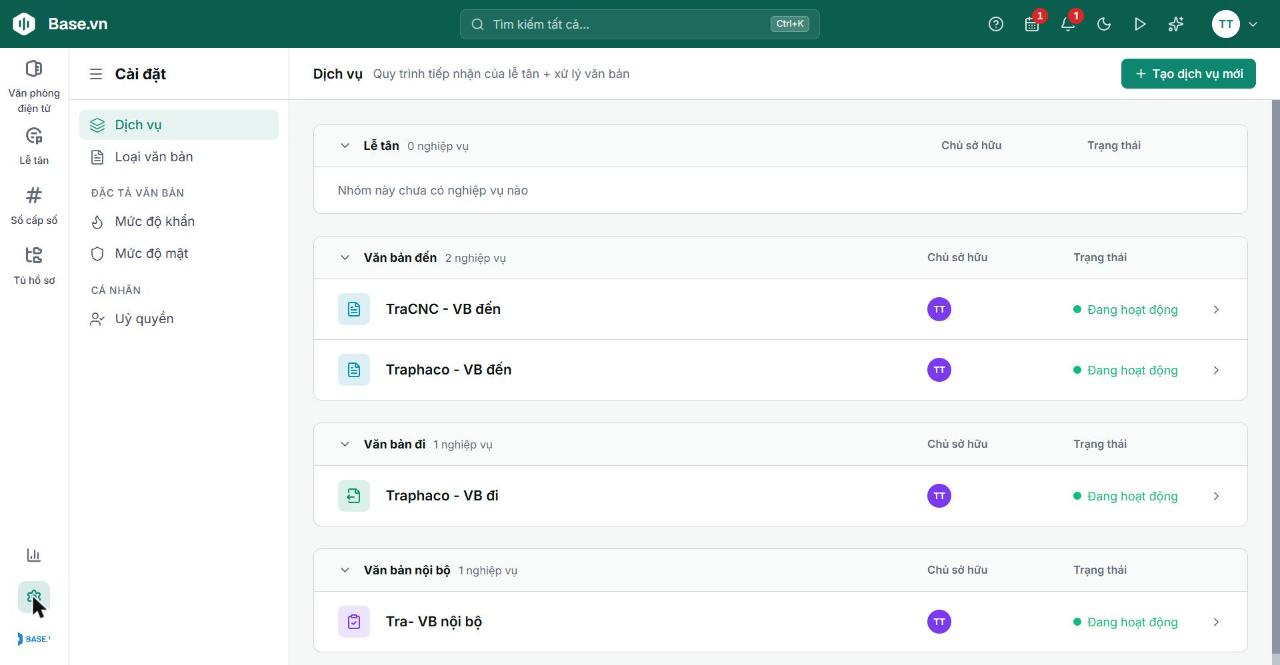 Base.vn
Tìm kiếm tất cả...
Ctrl+K
1
1
TT
Văn phòng
điện tử
Lễ tân
Sổ cấp số
Tủ hồ sơ
BASE.
Cài đặt
Dịch vụ
Loại văn bản
ĐẶC TẢ VĂN BẢN
Mức độ khẩn
Mức độ mật
CÁ NHÂN
Uỷ quyền
Dịch vụ Quy trình tiếp nhận của lễ tân + xử lý văn bản
+ Tạo dịch vụ mới
Lễ tân 0 nghiệp vụ Chủ sở hữu Trạng thái
Nhóm này chưa có nghiệp vụ nào
Văn bản đến 2 nghiệp vụ Chủ sở hữu Trạng thái
TraCNC - VB đến TT Đang hoạt động
Traphaco - VB đến TT Đang hoạt động
Văn bản đi 1 nghiệp vụ Chủ sở hữu Trạng thái
Traphaco - VB đi TT Đang hoạt động
Văn bản nội bộ 1 nghiệp vụ Chủ sở hữu Trạng thái
Tra- VB nội bộ TT Đang hoạt động